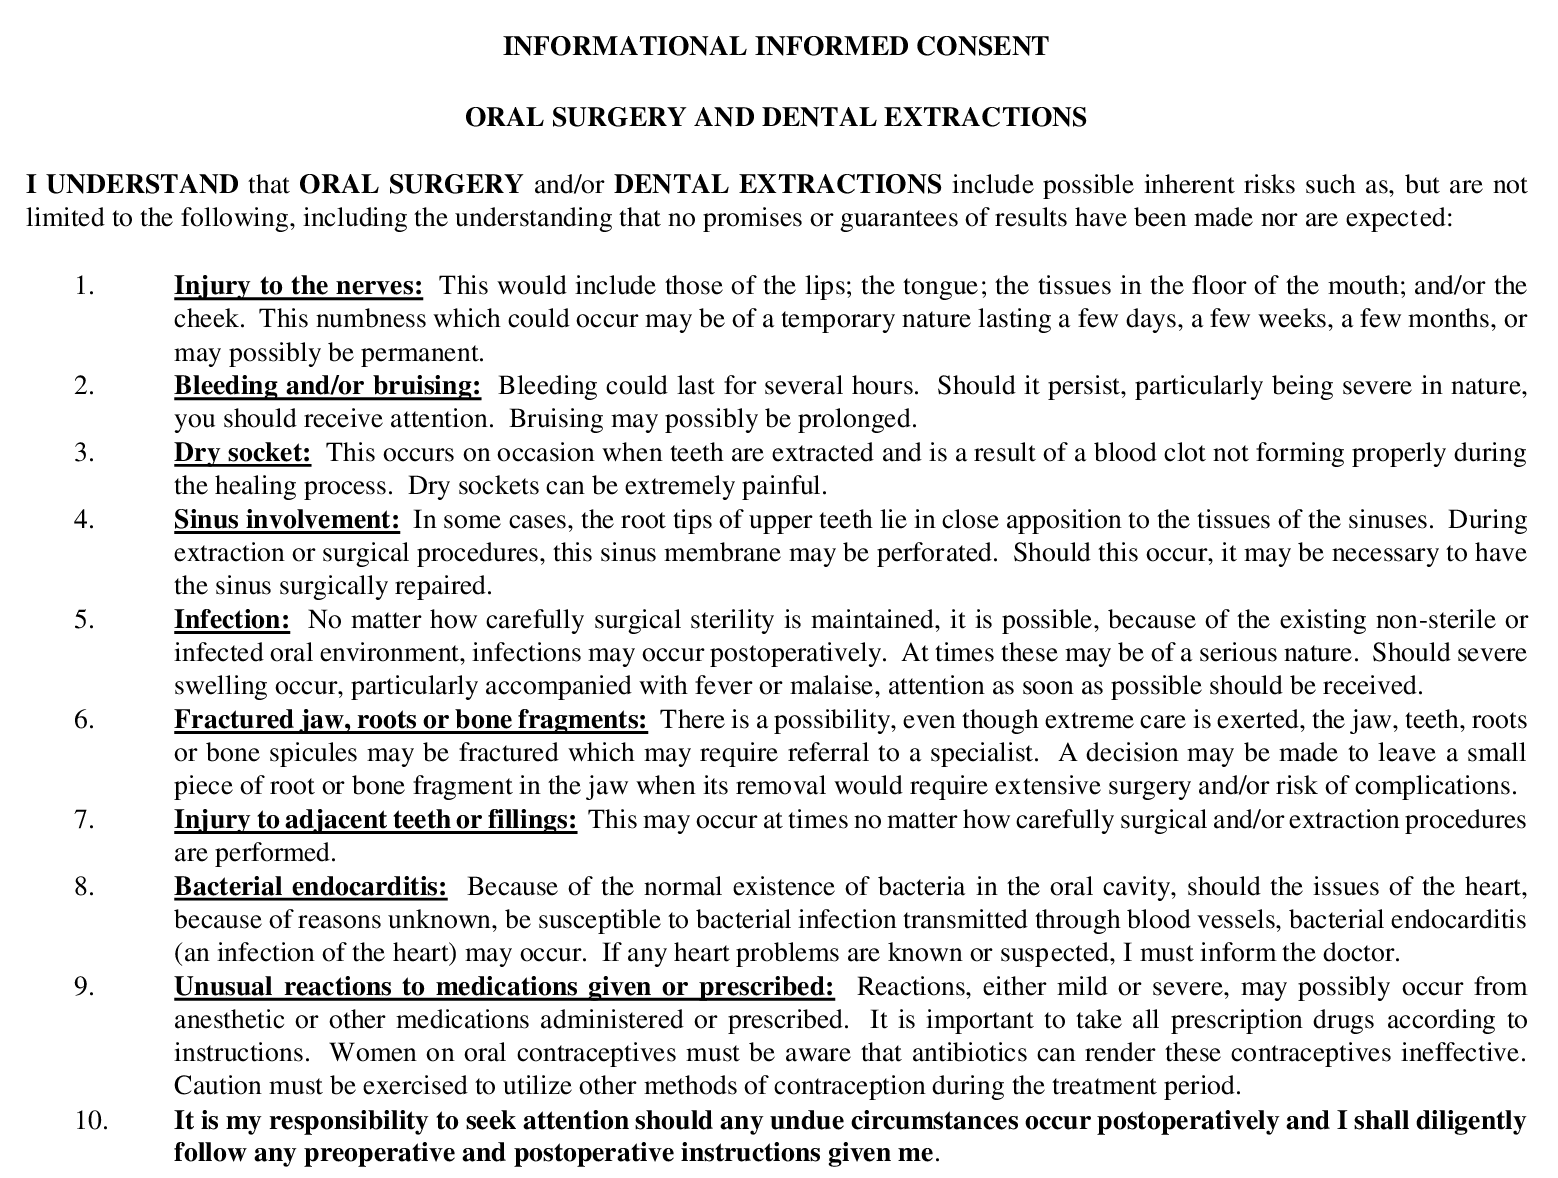 INFORMATIONAL INFORMED CONSENT
ORAL SURGERY AND DENTAL EXTRACTIONS
I UNDERSTAND that ORAL SURGERY and/or DENTAL EXTRACTIONS include possible inherent risks such as, but are not
limited to the following, including the understanding that no promises or guarantees of results have been made nor are expected:
1. Injury to the nerves: This would include those of the lips; the tongue; the tissues in the floor of the mouth; and/or the
cheek. This numbness which could occur may be of a temporary nature lasting a few days, a few weeks, a few months, or
may possibly be permanent.
2. Bleeding and/or bruising: Bleeding could last for several hours. Should it persist, particularly being severe in nature,
you should receive attention. Bruising may possibly be prolonged.
3. Dry socket: This occurs on occasion when teeth are extracted and is a result of a blood clot not forming properly during
the healing process. Dry sockets can be extremely painful.
4. Sinus involvement: In some cases, the root tips of upper teeth lie in close apposition to the tissues of the sinuses. During
extraction or surgical procedures, this sinus membrane may be perforated. Should this occur, it may be necessary to have
the sinus surgically repaired.
5. Infection: No matter how carefully surgical sterility is maintained, it is possible, because of the existing non-sterile or
infected oral environment, infections may occur postoperatively. At times these may be of a serious nature. Should severe
swelling occur, particularly accompanied with fever or malaise, attention as soon as possible should be received.
6. Fractured jaw, roots or bone fragments: There is a possibility, even though extreme care is exerted, the jaw, teeth, roots
or bone spicules may be fractured which may require referral to a specialist. A decision may be made to leave a small
piece of root or bone fragment in the jaw when its removal would require extensive surgery and/or risk of complications.
7. Injury to adjacent teeth or fillings: This may occur at times no matter how carefully surgical and/or extraction procedures
are performed.
8. Bacterial endocarditis: Because of the normal existence of bacteria in the oral cavity, should the issues of the heart,
because of reasons unknown, be susceptible to bacterial infection transmitted through blood vessels, bacterial endocarditis
(an infection of the heart) may occur. If any heart problems are known or suspected, I must inform the doctor.
9. Unusual reactions to medications given or prescribed: Reactions, either mild or severe, may possibly occur from
anesthetic or other medications administered or prescribed. It is important to take all prescription drugs according to
instructions. Women on oral contraceptives must be aware that antibiotics can render these contraceptives ineffective.
Caution must be exercised to utilize other methods of contraception during the treatment period.
10. It is my responsibility to seek attention should any undue circumstances occur postoperatively and I shall diligently
follow any preoperative and postoperative instructions given me.